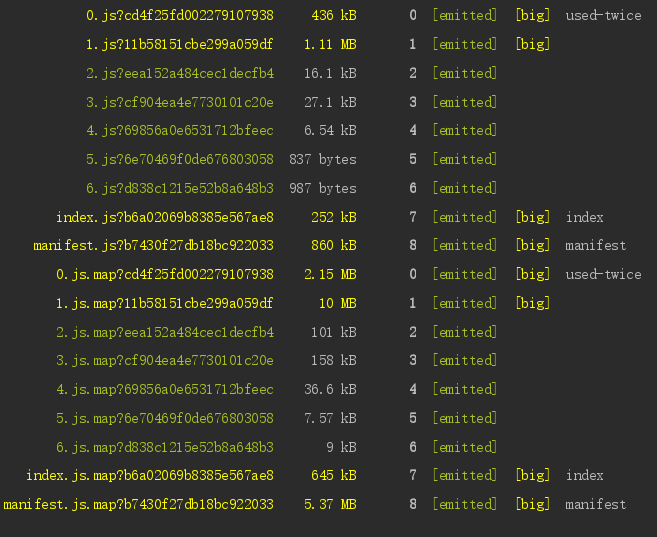 0.js?cd4f25fd002279107938 436 kB 0 [emitted] [big] used-twice
1.js?11b58151cbe299a059df 1.11 MB 1 [emitted] [big]
2.js?eea152a484cec1decfb4 16.1 kB 2 [emitted]
3.js?cf904ea4e7730101c20e 27.1 kB 3 [emitted]
4.js?69856a0e6531712bfeec 6.54 kB 4 [emitted]
5.js?6e70469f0de676803058 837 bytes 5 [emitted]
6.js?d838c1215e52b8a648b3 987 bytes 6 [emitted]
index.js?b6a02069b8385e567ae8 252 kB 7 [emitted] [big] index
manifest.js?b7430f27db18bc922033 860 kB 8 [emitted] [big] manifest
0.js.map?cd4f25fd002279107938 2.15 MB 0 [emitted] [big] used-twice
1.js.map?11b58151cbe299a059df 10 MB 1 [emitted] [big]
2.js.map?eea152a484cec1decfb4 101 kB 2 [emitted]
3.js.map?cf904ea4e7730101c20e 158 kB 3 [emitted]
4.js.map?69856a0e6531712bfeec 36.6 kB 4 [emitted]
5.js.map?6e70469f0de676803058 7.57 kB 5 [emitted]
6.js.map?d838c1215e52b8a648b3 9 kB 6 [emitted]
index.js.map?b6a02069b8385e567ae8 645 kB 7 [emitted] [big] index
manifest.js.map?b7430f27db18bc922033 5.37 MB 8 [emitted] [big] manifest